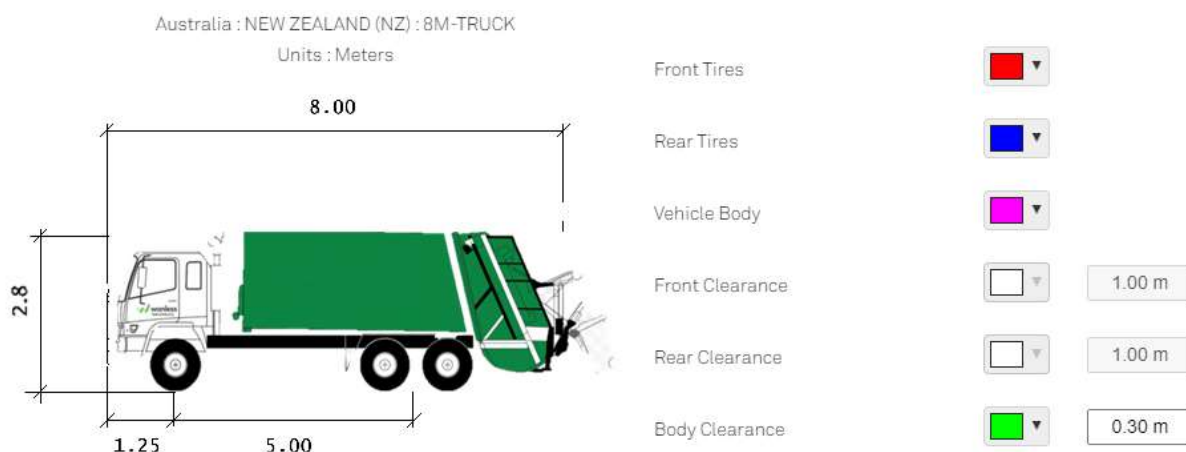 Australia : NEW ZEALAND (NZ) : 8M-TRUCK
Units : Meters
8.00
2.8
wanless
1.25
5.00
Front Tires
Rear Tires
Vehicle Body
Front Clearance
1.00 m
Rear Clearance
1.00 m
Body Clearance
0.30 m